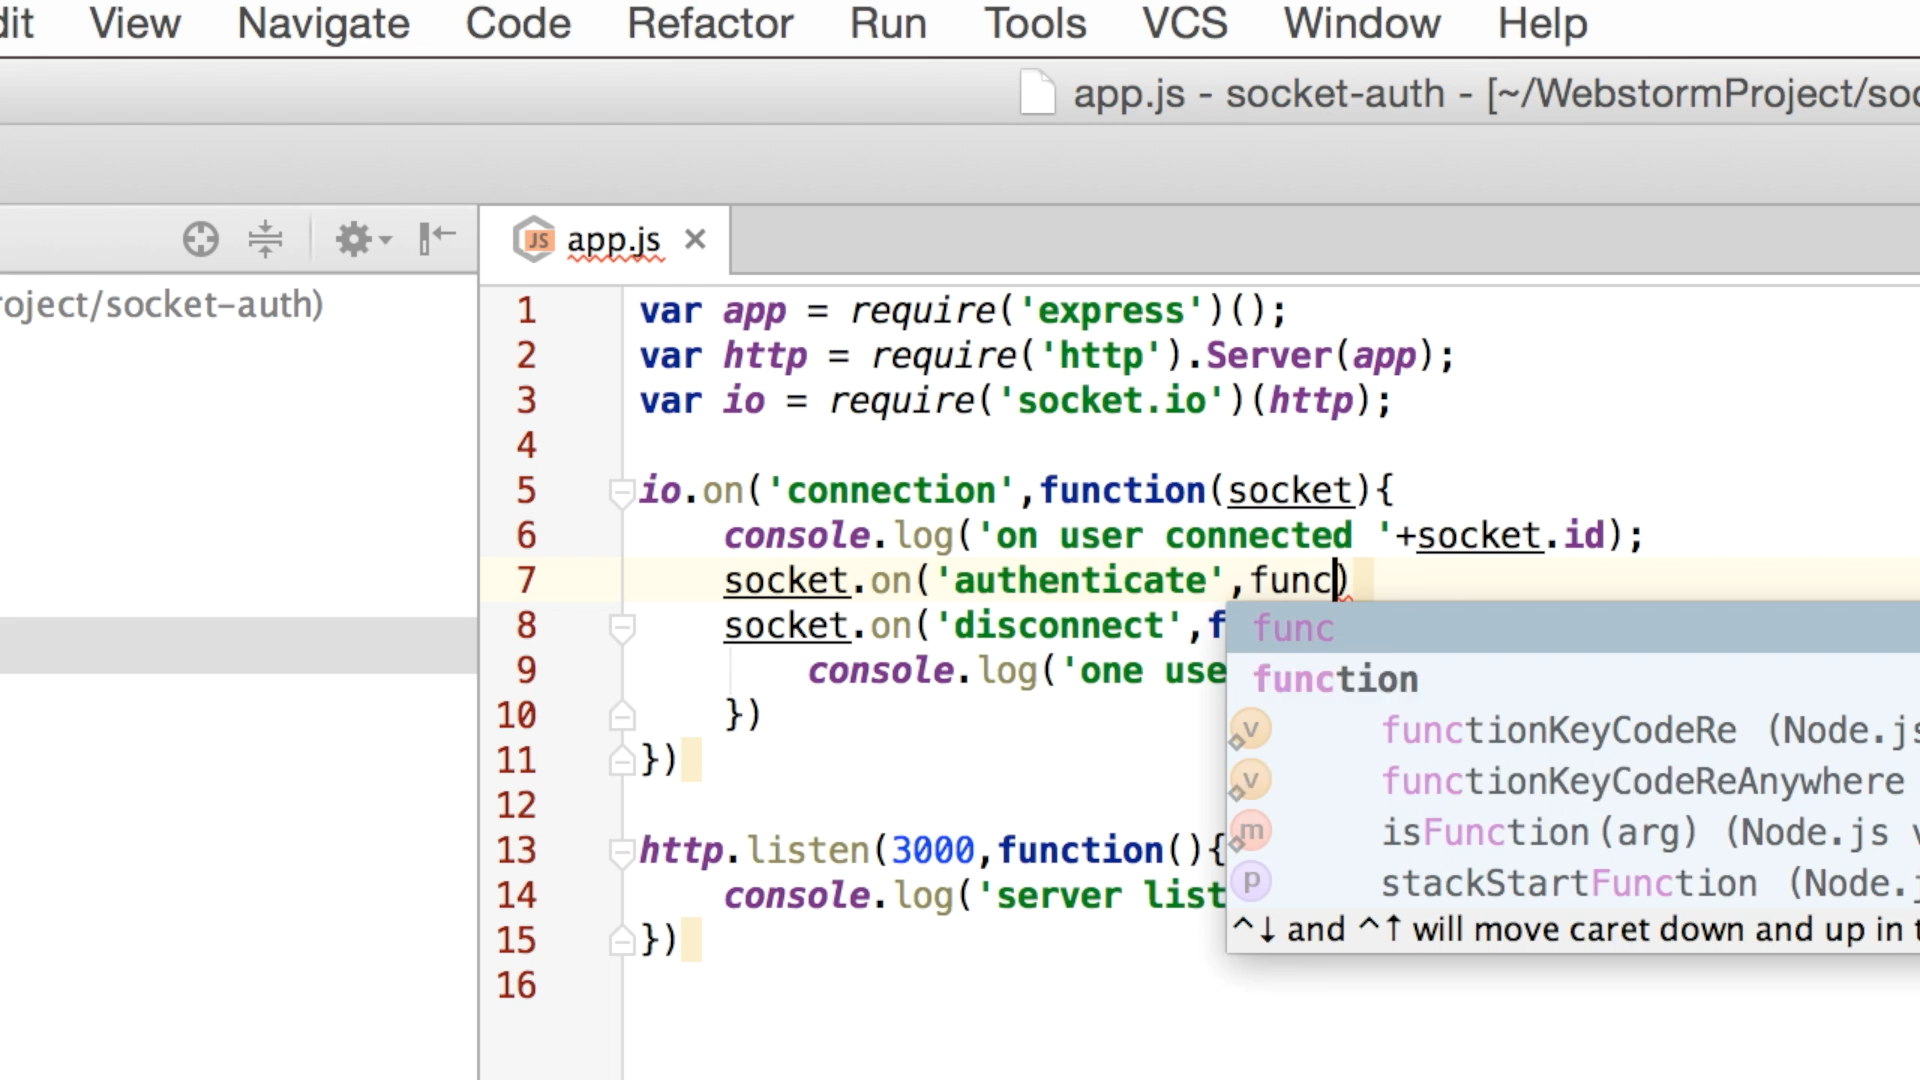 dit View Navigate Code Refactor Run Tools VCS Window Help
app.js - socket-auth - [~/WebstormProject/soc
JS app.js ×
roject/socket-auth)
1 var app = require('express')();
2 var http = require('http').Server(app);
3 var io = require('socket.io')(http);
4
5 io.on('connection',function(socket){
6 console.log('on user connected '+socket.id);
7 socket.on('authenticate',func)
8 socket.on('disconnect',f
9 console.log('one use
10 })
11 })
12
13 http.listen(3000,function(){
14 console.log('server list
15 })
16
func
function
v functionKeyCodeRe (Node.js
v functionKeyCodeReAnywhere
m isFunction(arg) (Node.js v
p stackStartFunction (Node.j
^↓ and ^↑ will move caret down and up in t